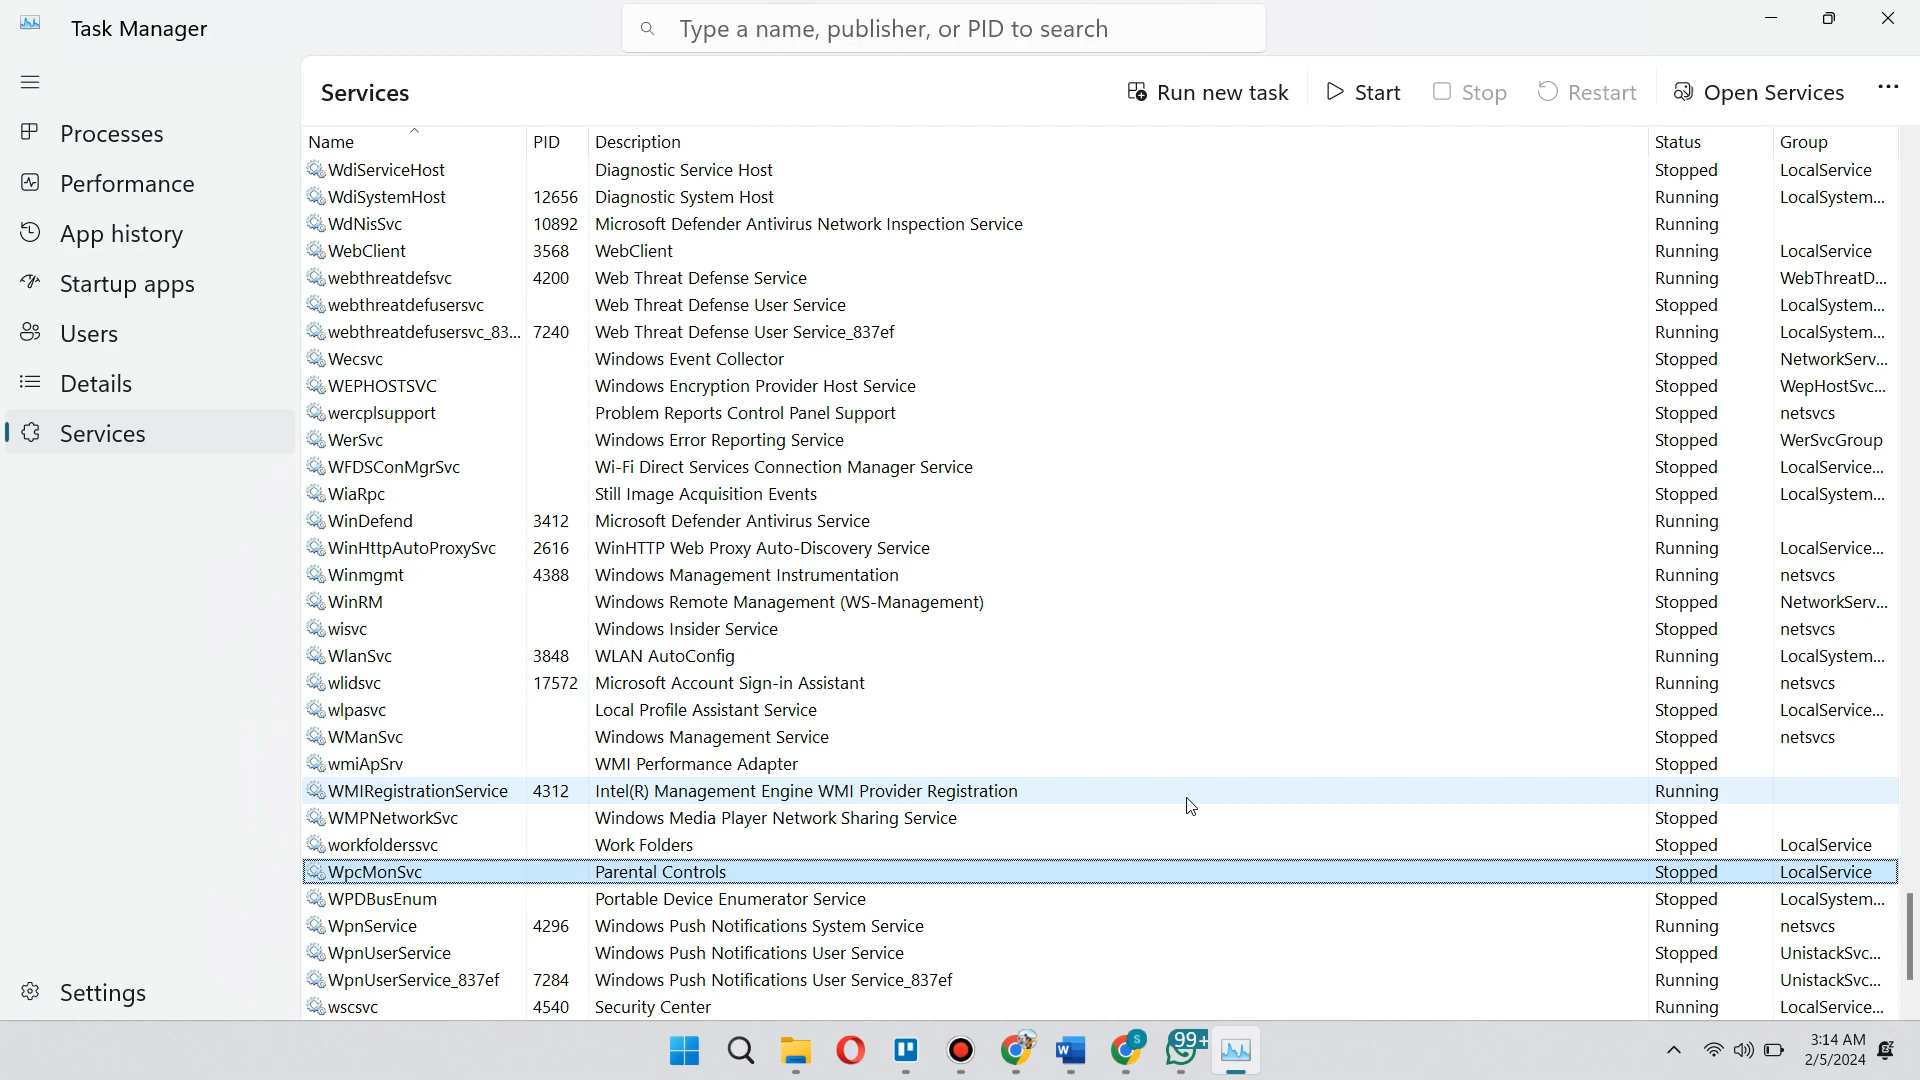 Task Manager
Type a name, publisher, or PID to search
Services Run new task Start Stop Restart Open Services
Processes
Performance
App history
Startup apps
Users
Details
Services
Settings
Name PID Description Status Group
WdiServiceHost Diagnostic Service Host Stopped LocalService
WdiSystemHost 12656 Diagnostic System Host Running LocalSystem...
WdNisSvc 10892 Microsoft Defender Antivirus Network Inspection Service Running
WebClient 3568 WebClient Running LocalService
webthreatdefsvc 4200 Web Threat Defense Service Running WebThreatD...
webthreatdefusersvc Web Threat Defense User Service Stopped LocalSystem...
webthreatdefusersvc_83... 7240 Web Threat Defense User Service_837ef Running LocalSystem...
Wecsvc Windows Event Collector Stopped NetworkServ...
WEPHOSTSVC Windows Encryption Provider Host Service Stopped WepHostSvc...
wercplsupport Problem Reports Control Panel Support Stopped netsvcs
WerSvc Windows Error Reporting Service Stopped WerSvcGroup
WFDSConMgrSvc Wi-Fi Direct Services Connection Manager Service Stopped LocalService...
WiaRpc Still Image Acquisition Events Stopped LocalSystem...
WinDefend 3412 Microsoft Defender Antivirus Service Running
WinHttpAutoProxySvc 2616 WinHTTP Web Proxy Auto-Discovery Service Running LocalService...
Winmgmt 4388 Windows Management Instrumentation Running netsvcs
WinRM Windows Remote Management (WS-Management) Stopped NetworkServ...
wisvc Windows Insider Service Stopped netsvcs
WlanSvc 3848 WLAN AutoConfig Running LocalSystem...
wlidsvc 17572 Microsoft Account Sign-in Assistant Running netsvcs
wlpasvc Local Profile Assistant Service Stopped LocalService...
WManSvc Windows Management Service Stopped netsvcs
wmiApSrv WMI Performance Adapter Stopped
WMIRegistrationService 4312 Intel(R) Management Engine WMI Provider Registration Running
WMPNetworkSvc Windows Media Player Network Sharing Service Stopped
workfolderssvc Work Folders Stopped LocalService
WpcMonSvc Parental Controls Stopped LocalService
WPDBusEnum Portable Device Enumerator Service Stopped LocalSystem...
WpnService 4296 Windows Push Notifications System Service Running netsvcs
WpnUserService Windows Push Notifications User Service Stopped UnistackSvc...
WpnUserService_837ef 7284 Windows Push Notifications User Service_837ef Running UnistackSvc...
wscsvc 4540 Security Center Running LocalService...
W S 99+
3:14 AM
2/5/2024